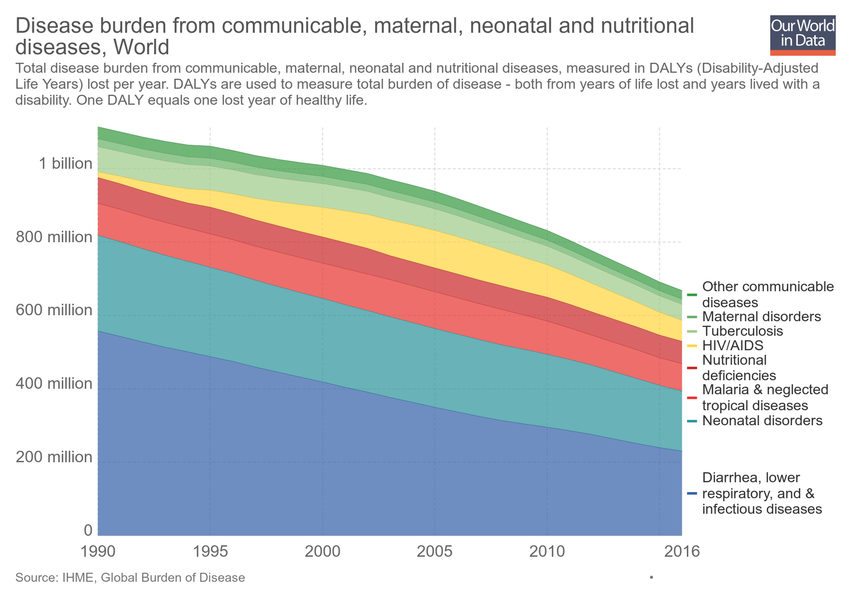 Disease burden from communicable, maternal, neonatal and nutritional
diseases, World
Our World
in Data
Total disease burden from communicable, maternal, neonatal and nutritional diseases, measured in DALYs (Disability-Adjusted
Life Years) lost per year. DALYs are used to measure total burden of disease - both from years of life lost and years lived with a
disability. One DALY equals one lost year of healthy life.
1 billion
800 million
600 million
400 million
200 million
0
1990
1995
2000
2005
2010
2016
Other communicable
diseases
Maternal disorders
Tuberculosis
HIV/AIDS
Nutritional
deficiencies
Malaria & neglected
tropical diseases
Neonatal disorders
Diarrhea, lower
respiratory, and &
infectious diseases
Source: IHME, Global Burden of Disease